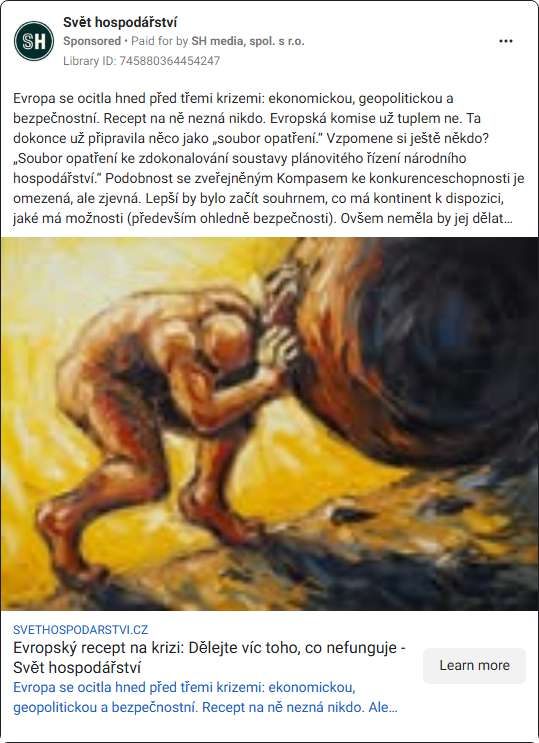 Svět hospodářství
Sponsored • Paid for by SH media, spol. s r.o.
Library ID: 745880364454247
SH
Evropa se ocitla hned před třemi krizemi: ekonomickou, geopolitickou a
bezpečnostní. Recept na ně nezná nikdo. Evropská komise už tuplem ne. Ta
dokonce už připravila něco jako „soubor opatření.“ Vzpomene si ještě někdo?
„Soubor opatření ke zdokonalování soustavy plánovitého řízení národního
hospodářství.“ Podobnost se zveřejněným Kompasem ke konkurenceschopnosti je
omezená, ale zjevná. Lepší by bylo začít souhrnem, co má kontinent k dispozici,
jaké má možnosti (především ohledně bezpečnosti). Ovšem neměla by jej dělat...
SVETHOSPODARSTVI.CZ
Evropský recept na krizi: Dělejte víc toho, co nefunguje -
Svět hospodářství
Learn more
Evropa se ocitla hned před třemi krizemi: ekonomickou,
geopolitickou a bezpečnostní. Recept na ně nezná nikdo. Ale...